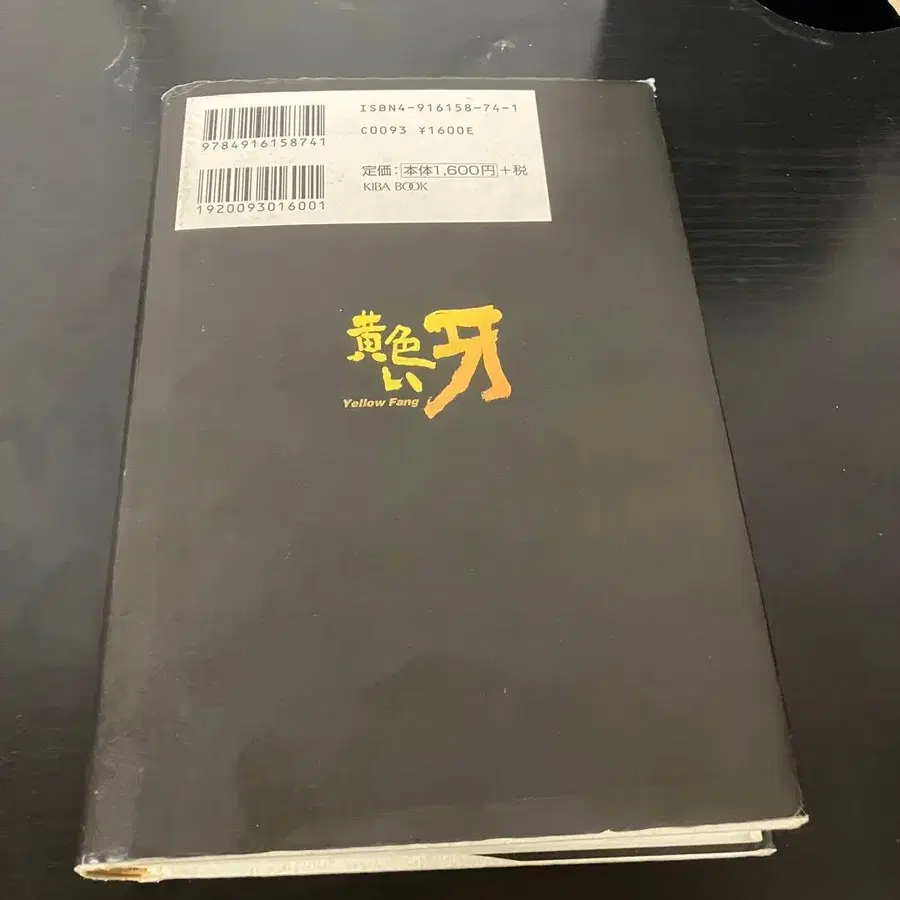 ISBN4-916158-74-1
C0093 ¥1600E
9784916158741
定価:本体1,600円+税
KIBA BOOK
1920093016001
黄色い牙
Yellow Fang